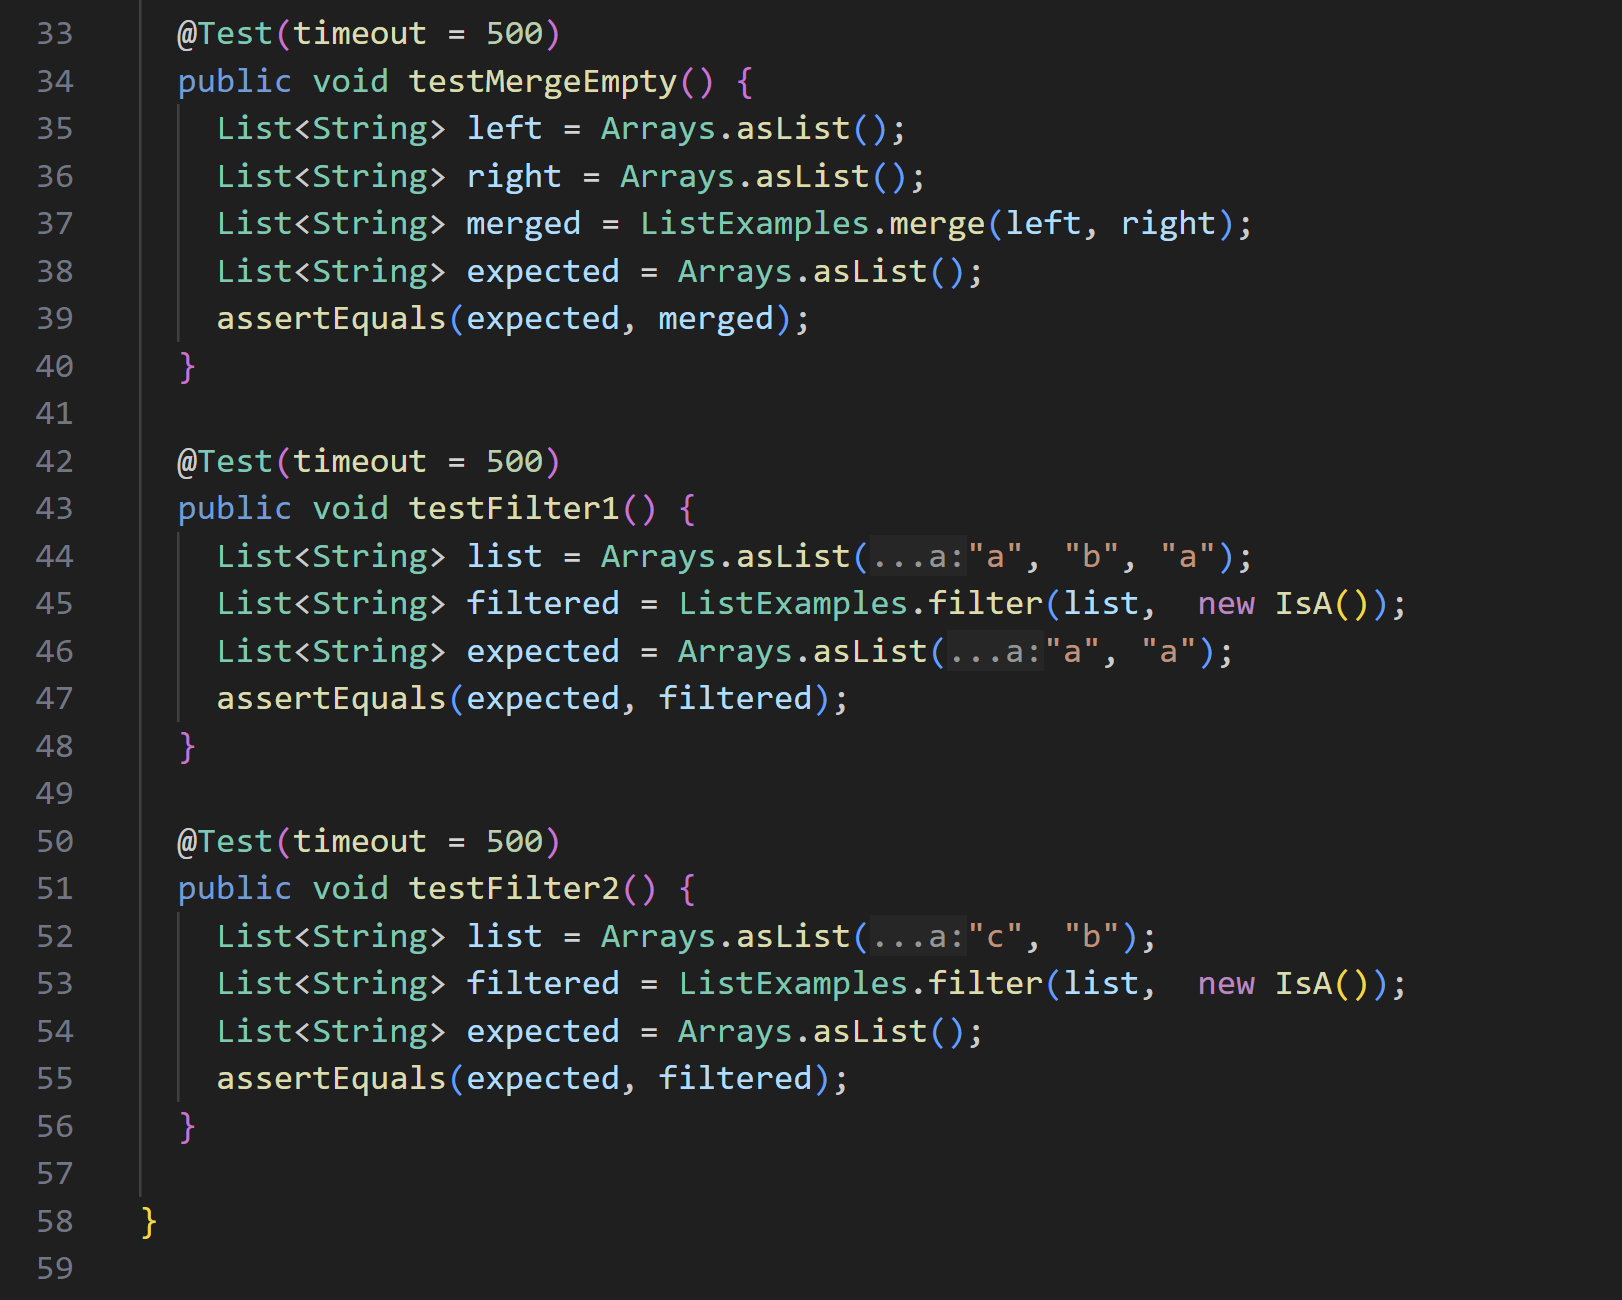 33 @Test(timeout = 500)
34 public void testMergeEmpty() {
35 List<String> left = Arrays.asList();
36 List<String> right = Arrays.asList();
37 List<String> merged = ListExamples.merge(left, right);
38 List<String> expected = Arrays.asList();
39 assertEquals(expected, merged);
40 }
41
42 @Test(timeout = 500)
43 public void testFilter1() {
44 List<String> list = Arrays.asList(...a:"a", "b", "a");
45 List<String> filtered = ListExamples.filter(list,  new IsA());
46 List<String> expected = Arrays.asList(...a:"a", "a");
47 assertEquals(expected, filtered);
48 }
49
50 @Test(timeout = 500)
51 public void testFilter2() {
52 List<String> list = Arrays.asList(...a:"c", "b");
53 List<String> filtered = ListExamples.filter(list,  new IsA());
54 List<String> expected = Arrays.asList();
55 assertEquals(expected, filtered);
56 }
57
58 }
59